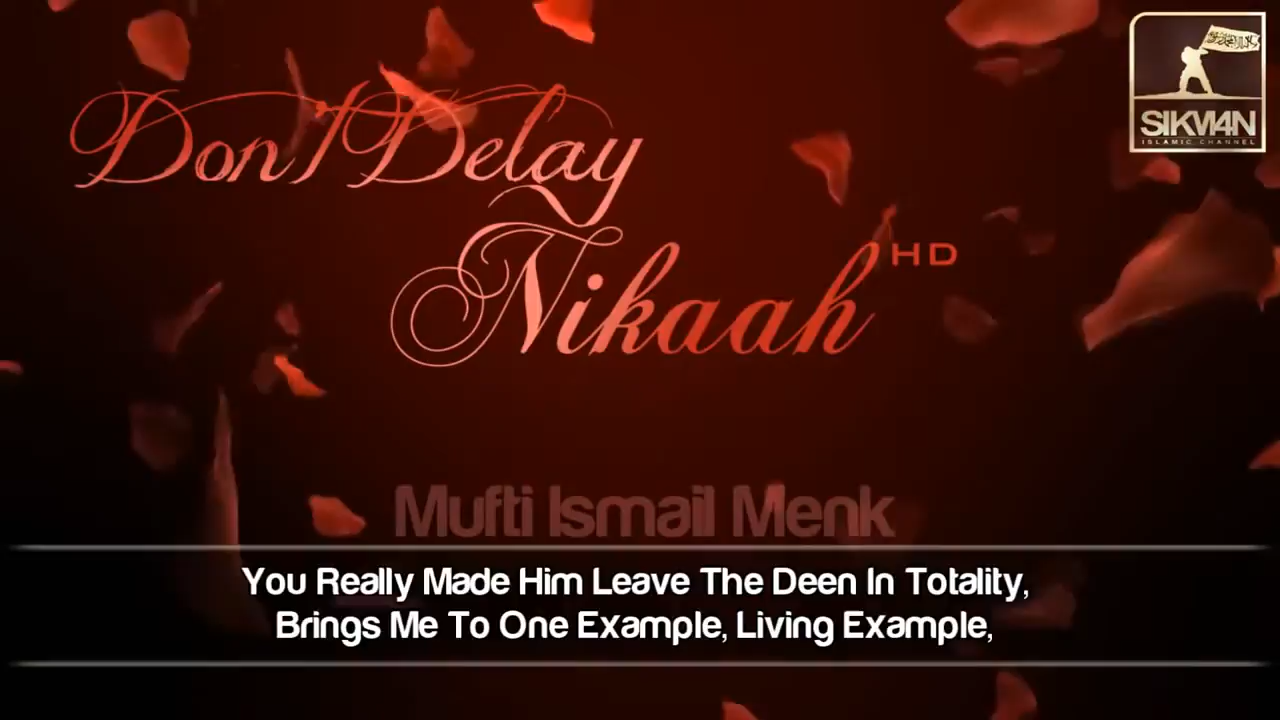 Don't Delay
Nikaah HD
SIKVAN
ISLAMIC CHANNEL
Mufti Ismail Menk
You Really Made Him Leave The Deen In Totality,
Brings Me To One Example, Living Example,